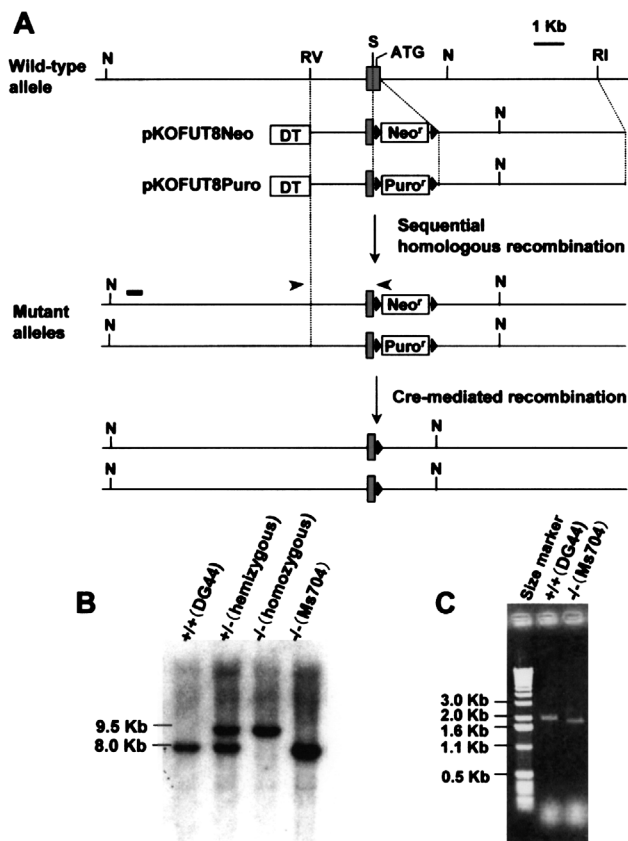 A
N RV S ATG N RI 1 Kb
Wild-type
allele
pKOFUT8Neo DT Neoʳ N
pKOFUT8Puro DT Puroʳ
Sequential
homologous recombination
N Neoʳ N
Mutant
alleles
N Puroʳ N
Cre-mediated recombination
N N
N N
B
+/+(DG44)
+/-(hemizygous)
-/-(homozygous)
-/-(Ms704)
9.5 Kb
8.0 Kb
C
Size marker
+/+(DG44)
-/-(Ms704)
3.0 Kb
2.0 Kb
1.6 Kb
1.1 Kb
0.5 Kb